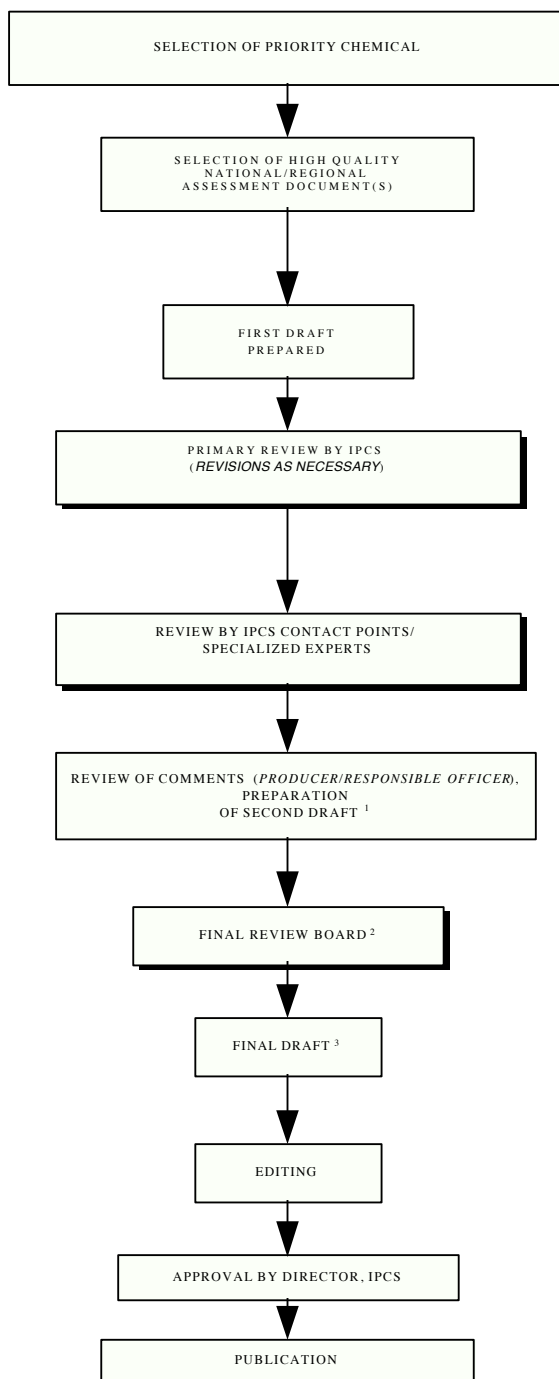 SELECTION OF PRIORITY CHEMICAL
SELECTION OF HIGH QUALITY
NATIONAL/REGIONAL
ASSESSMENT DOCUMENT(S)
FIRST DRAFT
PREPARED
PRIMARY REVIEW BY IPCS
(REVISIONS AS NECESSARY)
REVIEW BY IPCS CONTACT POINTS/
SPECIALIZED EXPERTS
REVIEW OF COMMENTS (PRODUCER/RESPONSIBLE OFFICER),
PREPARATION
OF SECOND DRAFT 1
FINAL REVIEW BOARD 2
FINAL DRAFT 3
EDITING
APPROVAL BY DIRECTOR, IPCS
PUBLICATION